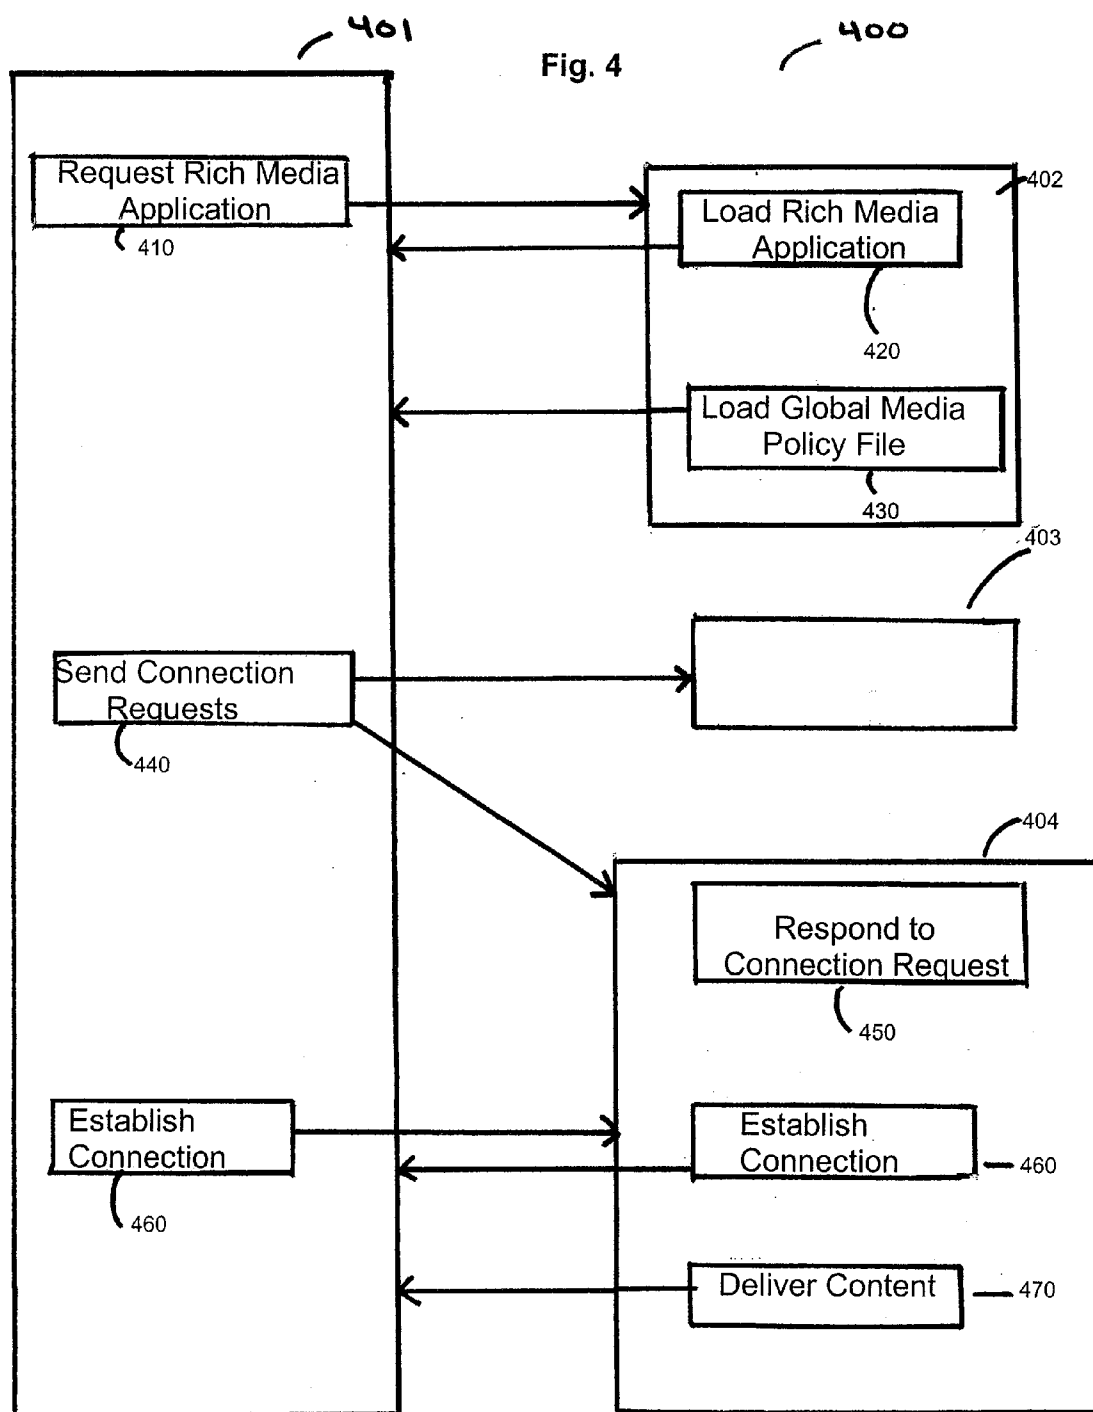 401
400
Fig. 4
Request Rich Media
Application
410
402
Load Rich Media
Application
420
Load Global Media
Policy File
430
403
Send Connection
Requests
440
404
Respond to
Connection Request
450
Establish
Connection
460
Establish
Connection
460
Deliver Content
470